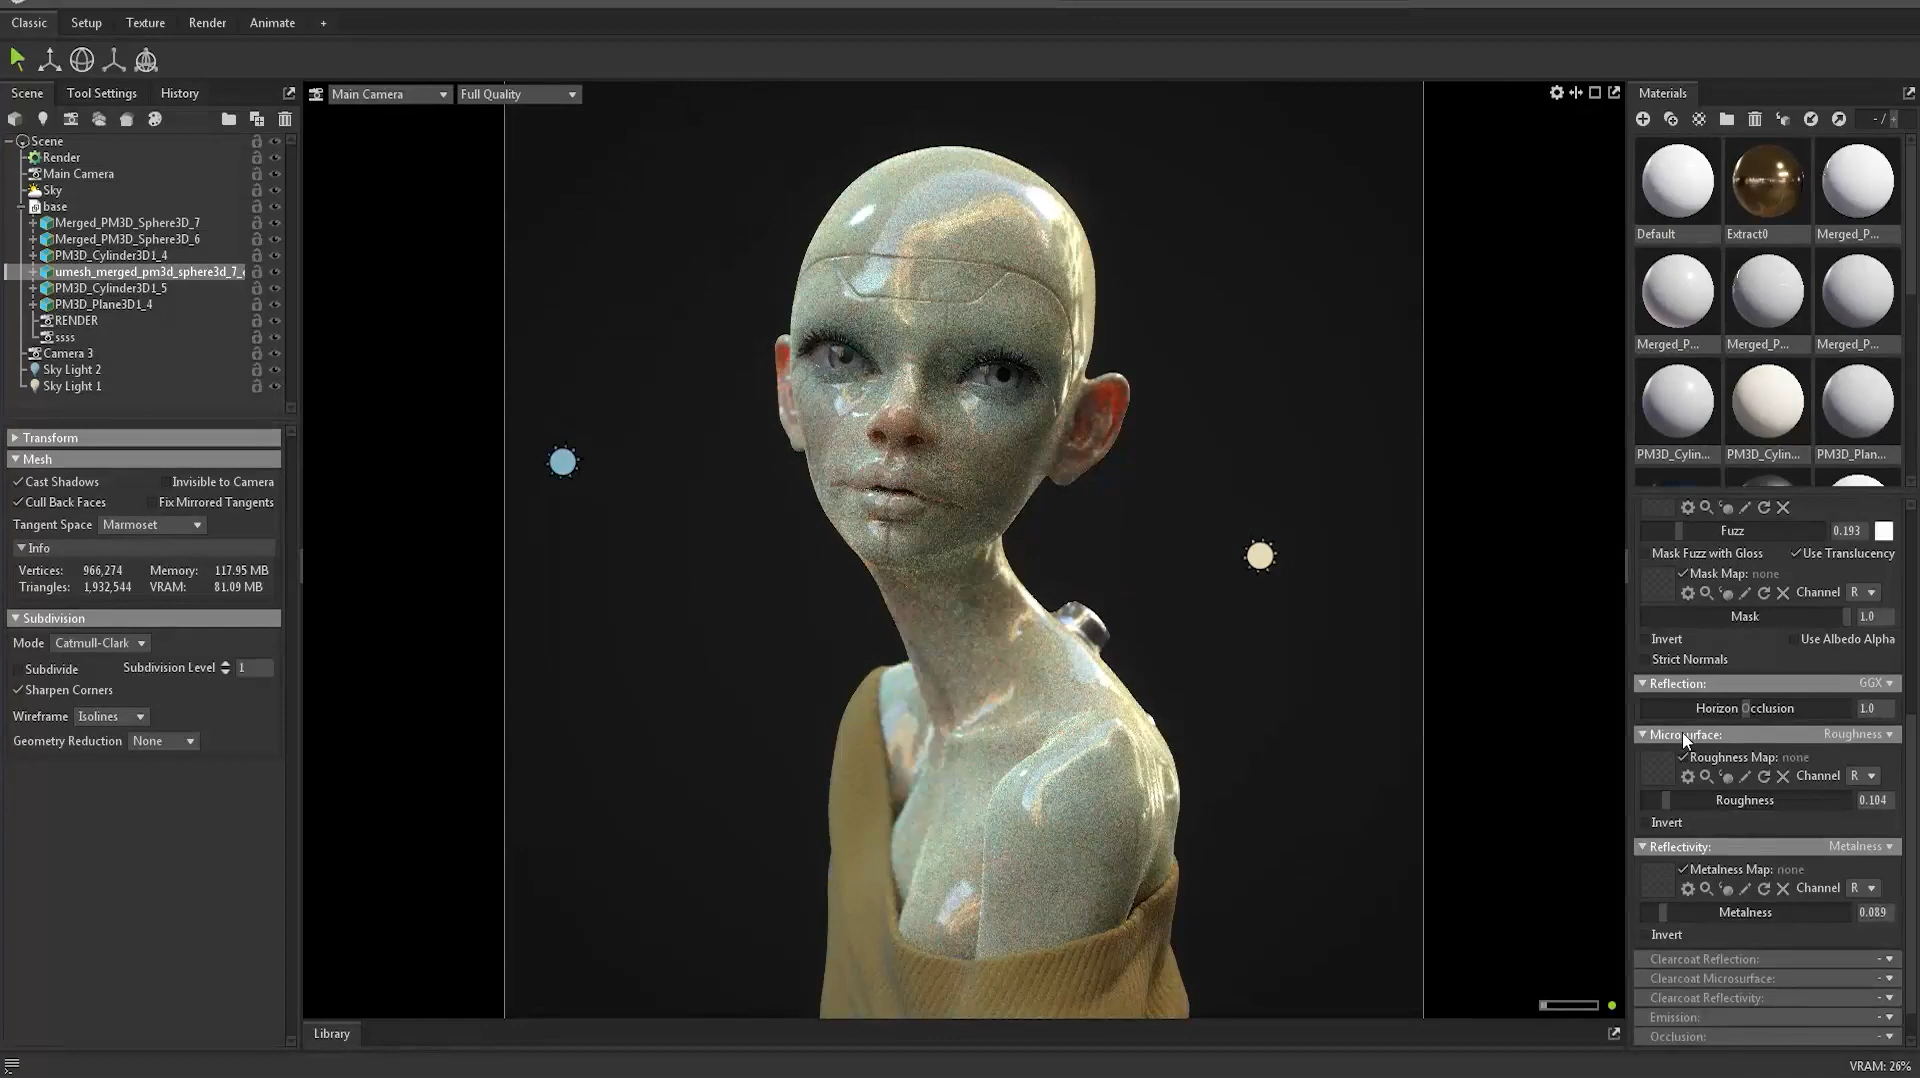 Classic Setup Texture Render Animate +
Scene Tool Settings History
Scene
Render
Main Camera
Sky
base
Merged_PM3D_Sphere3D_7
Merged_PM3D_Sphere3D_6
PM3D_Cylinder3D1_4
umesh_merged_pm3d_sphere3d_7_
PM3D_Cylinder3D1_5
PM3D_Plane3D1_4
RENDER
ssss
Camera 3
Sky Light 2
Sky Light 1
Transform
Mesh
Cast Shadows Invisible to Camera
Cull Back Faces Fix Mirrored Tangents
Tangent Space Marmoset
Info
Vertices: 966,274 Memory: 117.95 MB
Triangles: 1,932,544 VRAM: 81.09 MB
Subdivision
Mode Catmull-Clark
Subdivide Subdivision Level 1
Sharpen Corners
Wireframe Isolines
Geometry Reduction None
Main Camera Full Quality
Library
Materials
- / +
Default Extract0 Merged_P...
Merged_P... Merged_P... Merged_P...
PM3D_Cylin... PM3D_Cylin... PM3D_Plan...
Fuzz 0.193
Mask Fuzz with Gloss Use Translucency
Mask Map: none
Channel R
Mask 1.0
Invert Use Albedo Alpha
Strict Normals
Reflection: GGX
Horizon Occlusion 1.0
Microsurface: Roughness
Roughness Map: none
Channel R
Roughness 0.104
Invert
Reflectivity: Metalness
Metalness Map: none
Channel R
Metalness 0.089
Invert
Clearcoat Reflection: -
Clearcoat Microsurface: -
Clearcoat Reflectivity: -
Emission: -
Occlusion: -
VRAM: 26%